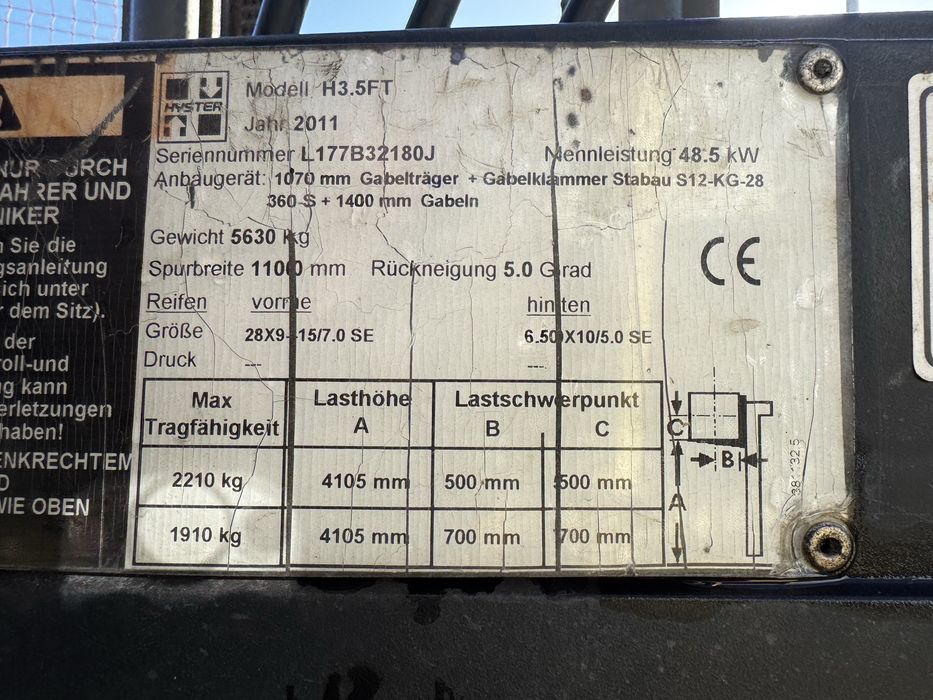 HYSTER
Modell H3.5FT
Jahr 2011
Seriennummer L177B32180J Nennleistung 48.5 kW
Anbaugerät: 1070 mm Gabelträger + Gabelklammer Stabau S12-KG-28
360-S + 1400 mm Gabeln
Gewicht 5630 kg
Spurbreite 1100 mm Rückneigung 5.0 Grad
Reifen vorne hinten
Größe 28X9-15/7.0 SE 6.50X10/5.0 SE
Druck --- ---
Max Tragfähigkeit Lasthöhe A Lastschwerpunkt B C
2210 kg 4105 mm 500 mm 500 mm
1910 kg 4105 mm 700 mm 700 mm
C
B
A
CE
NUR DURCH
FAHRER UND
NIKER
n Sie die
gsanleitung
sich unter
r dem Sitz).
der
roll-und
ng kann
erletzungen
haben!
ENKRECHTEM
D
WIE OBEN